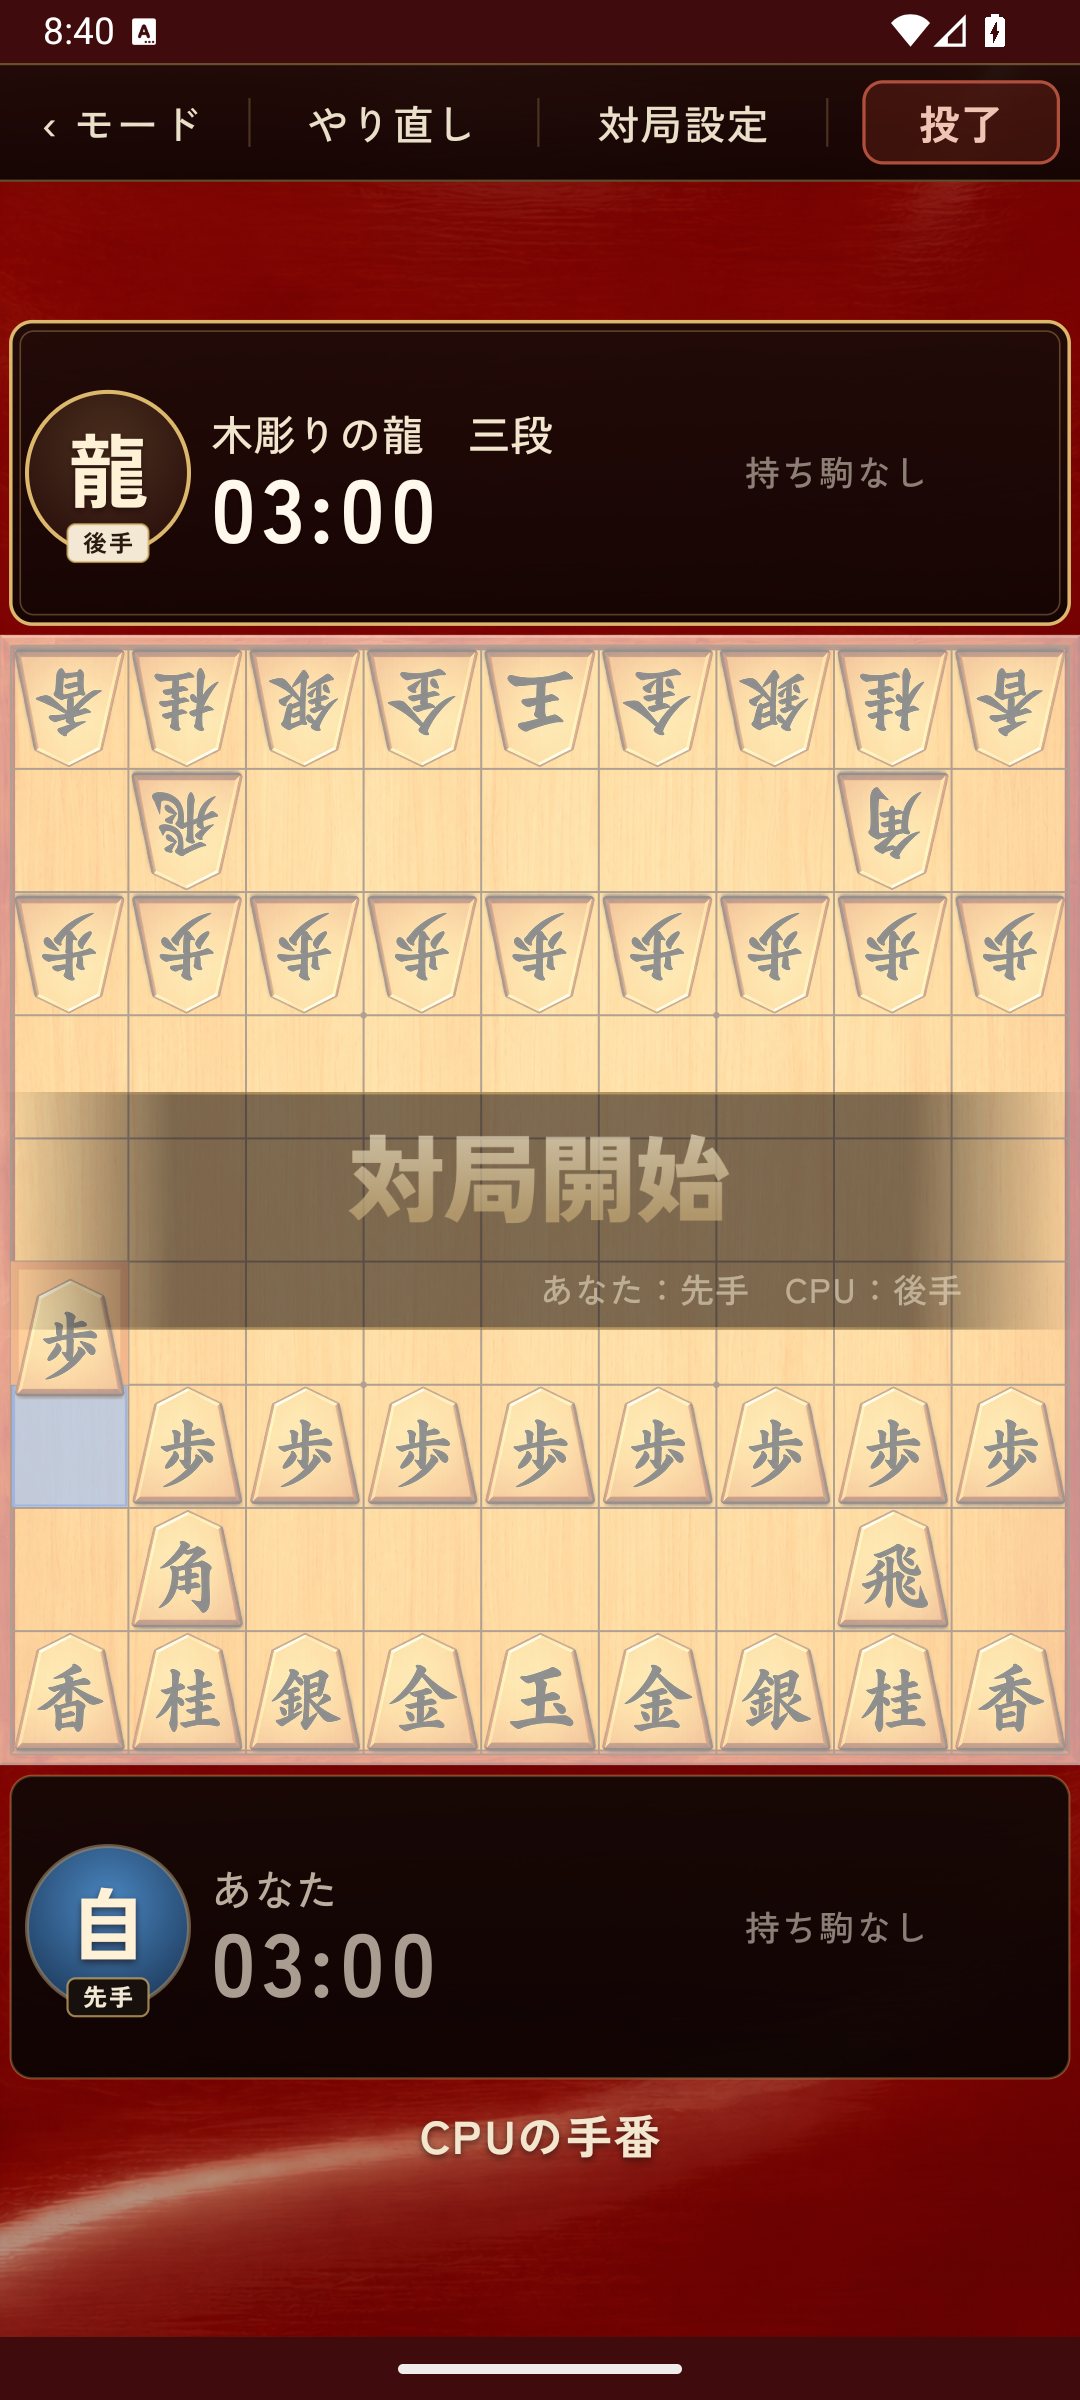 8:40 A
‹ モード やり直し 対局設定 投了
龍
後手
木彫りの龍 三段
03:00
持ち駒なし
香 桂 銀 金 王 金 銀 桂 香
飛 角
歩 歩 歩 歩 歩 歩 歩 歩 歩
対局開始
あなた：先手 CPU：後手
歩
歩 歩 歩 歩 歩 歩 歩 歩
角 飛
香 桂 銀 金 玉 金 銀 桂 香
自
先手
あなた
03:00
持ち駒なし
CPUの手番